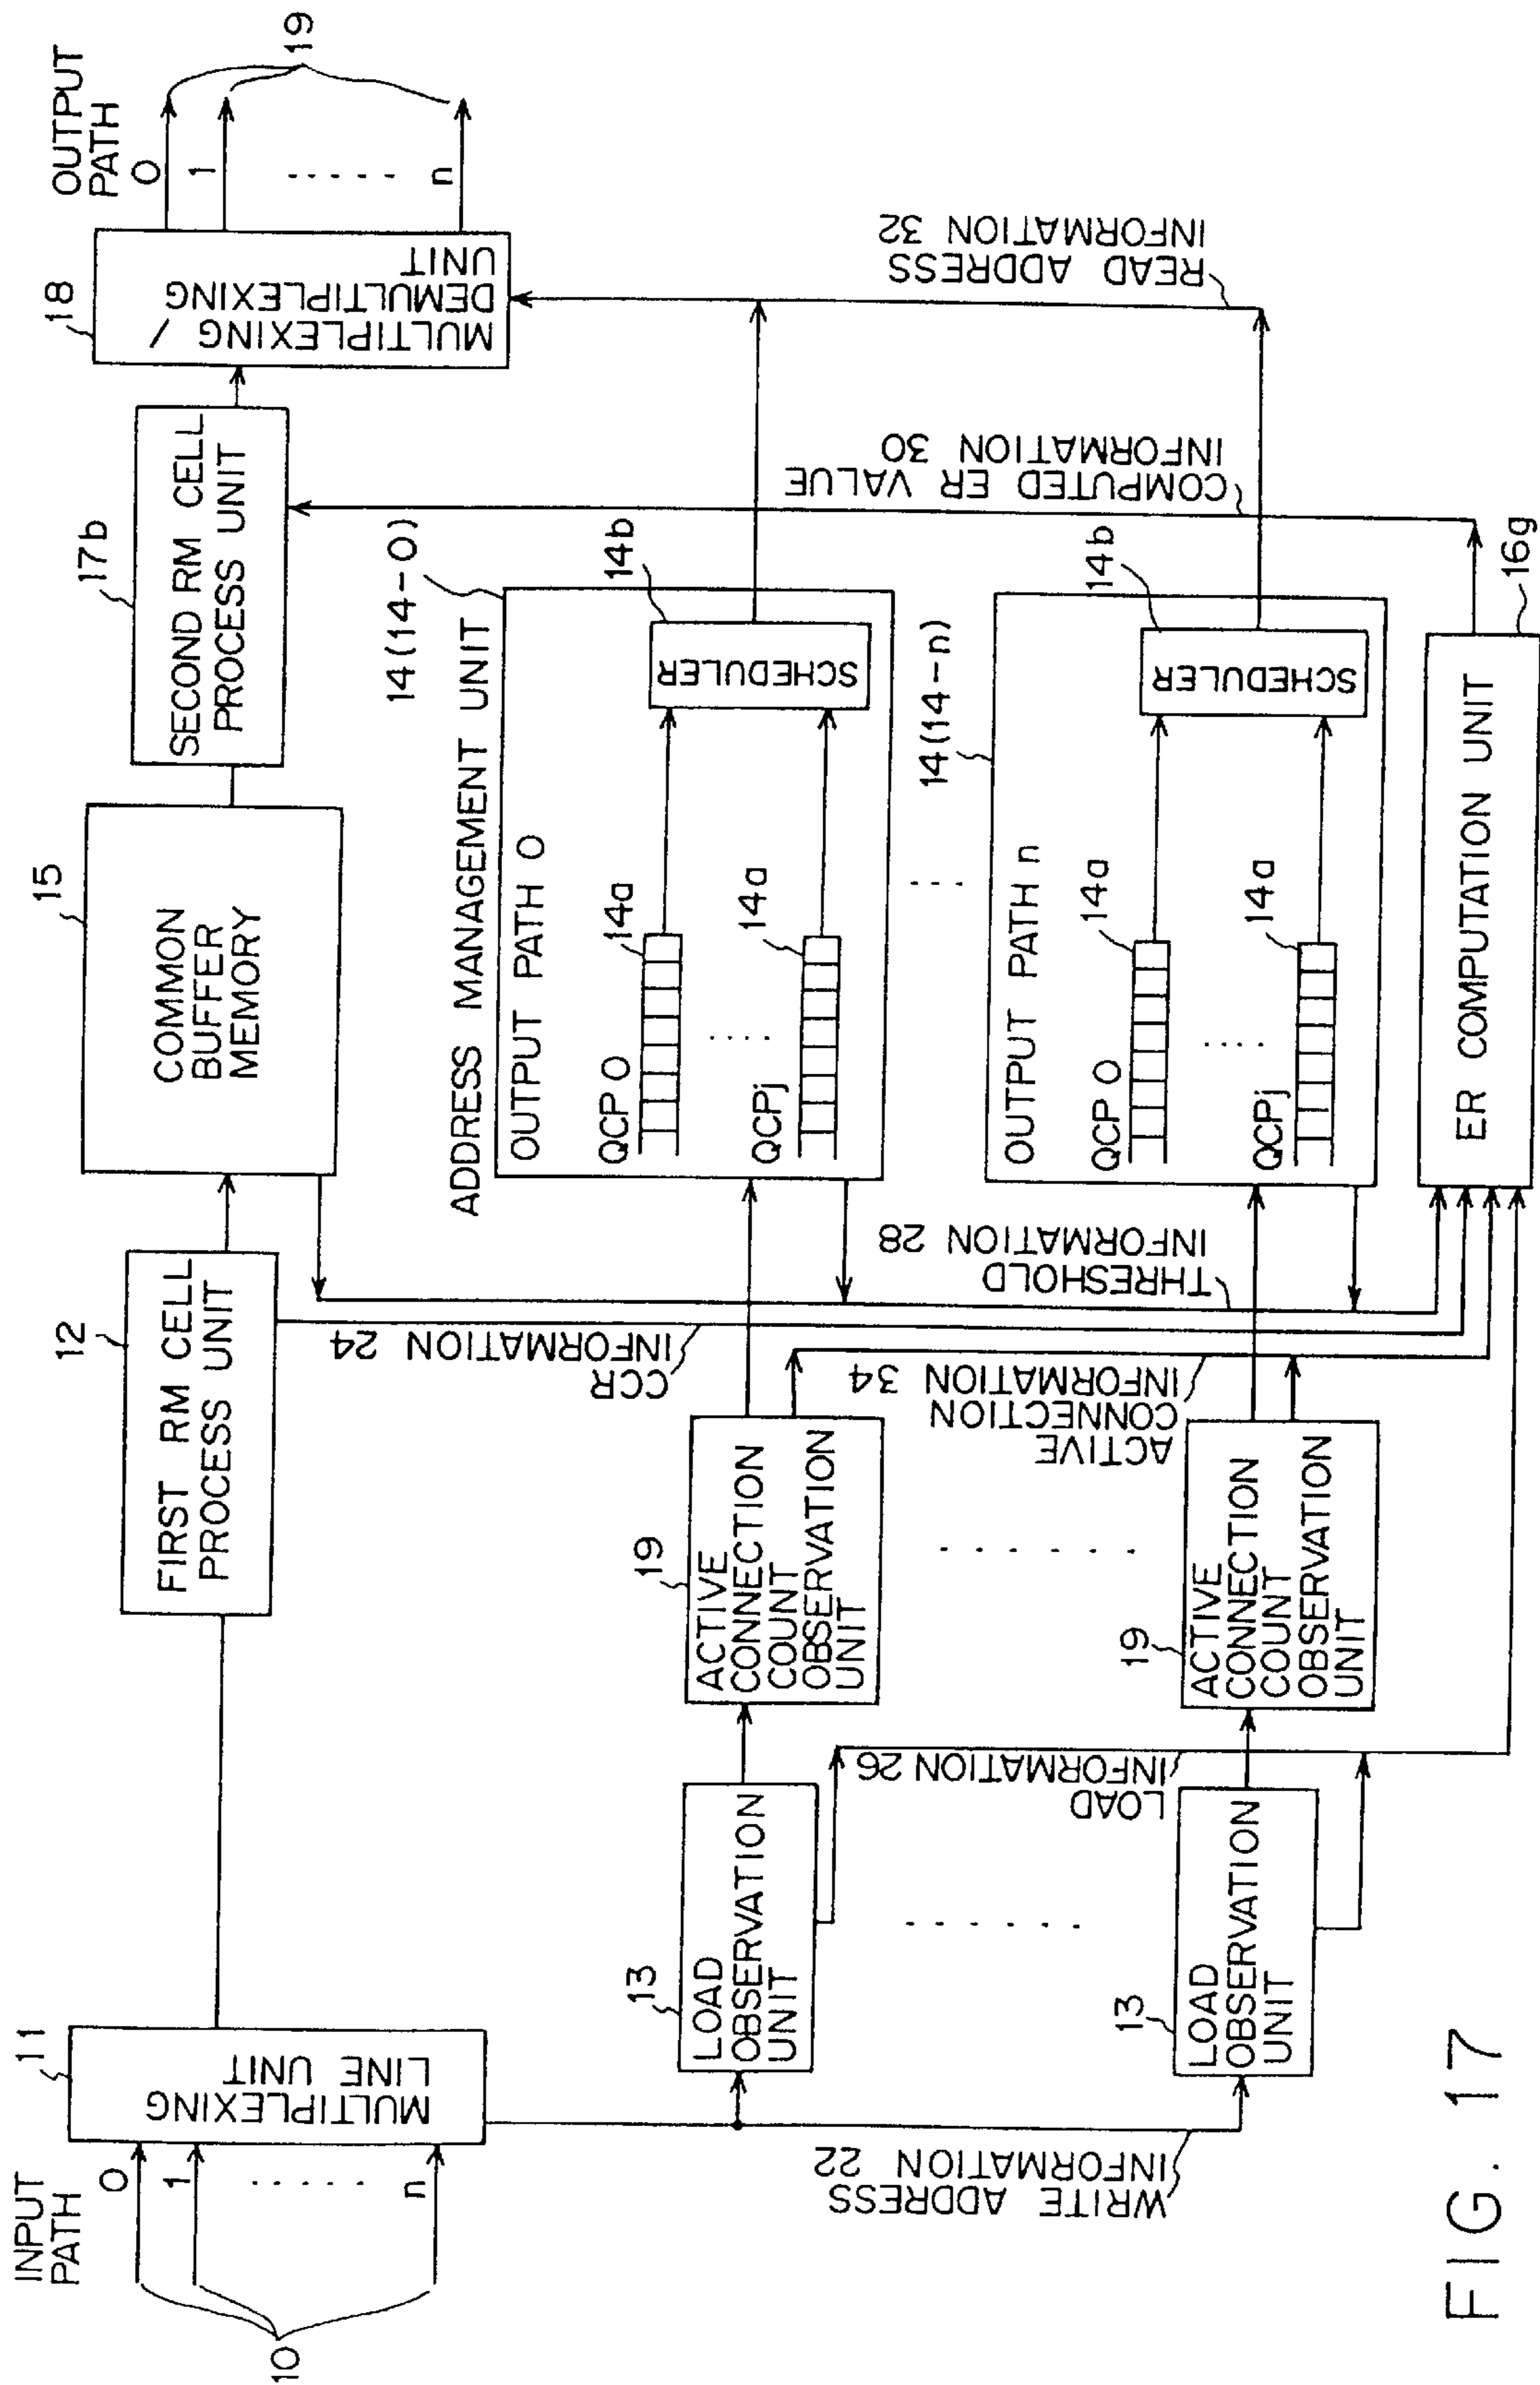 INPUT
PATH
0
1
n
10
11
MULTIPLEXING
LINE UNIT
12
FIRST RM CELL
PROCESS UNIT
15
COMMON
BUFFER
MEMORY
17b
SECOND RM CELL
PROCESS UNIT
18
MULTIPLEXING /
DEMULTIPLEXING
UNIT
OUTPUT
PATH
0
1
n
19
WRITE ADDRESS
INFORMATION 22
13
LOAD
OBSERVATION
UNIT
13
LOAD
OBSERVATION
UNIT
LOAD
INFORMATION 26
19
ACTIVE
CONNECTION
COUNT
OBSERVATION
UNIT
19
ACTIVE
CONNECTION
COUNT
OBSERVATION
UNIT
CCR
INFORMATION 24
ACTIVE
CONNECTION
INFORMATION 34
THRESHOLD
INFORMATION 28
ADDRESS MANAGEMENT UNIT
14(14-0)
OUTPUT PATH 0
QCP 0
14a
QCPj
14a
14b
SCHEDULER
14(14-n)
OUTPUT PATH n
QCP 0
14a
QCPj
14a
14b
SCHEDULER
COMPUTED ER VALUE
INFORMATION 30
READ ADDRESS
INFORMATION 32
ER COMPUTATION UNIT
16g
FIG. 17